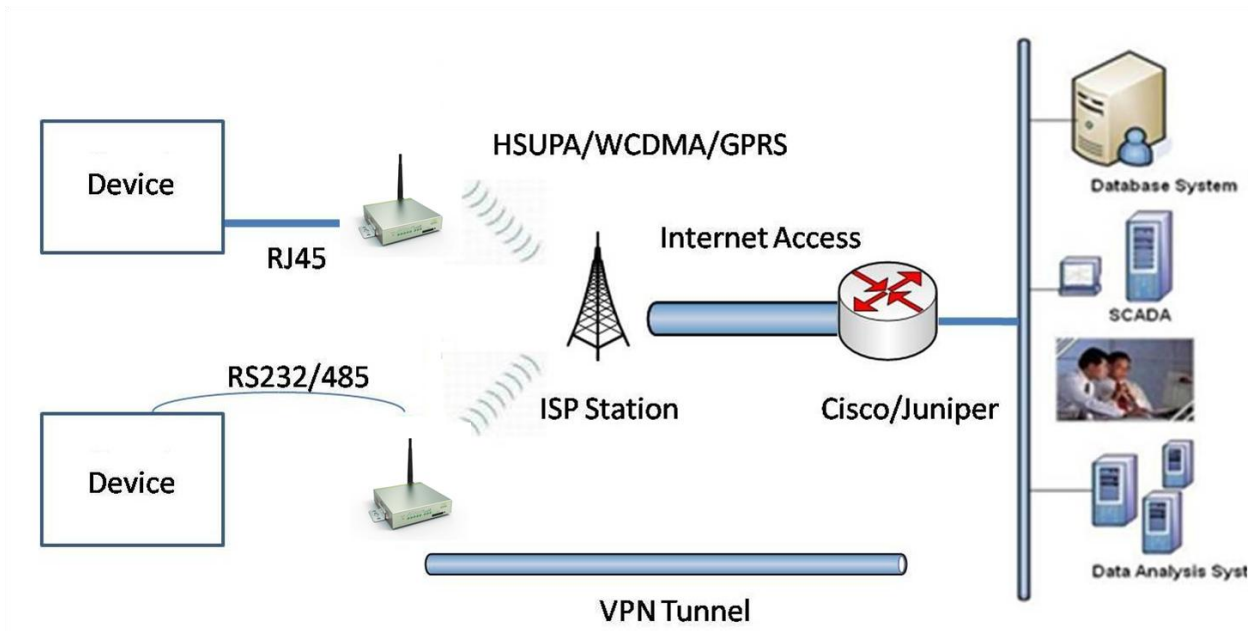 HSUPA/WCDMA/GPRS
Device
RJ45
Internet Access
Database System
SCADA
RS232/485
ISP Station
Cisco/Juniper
Device
Data Analysis Syst
VPN Tunnel